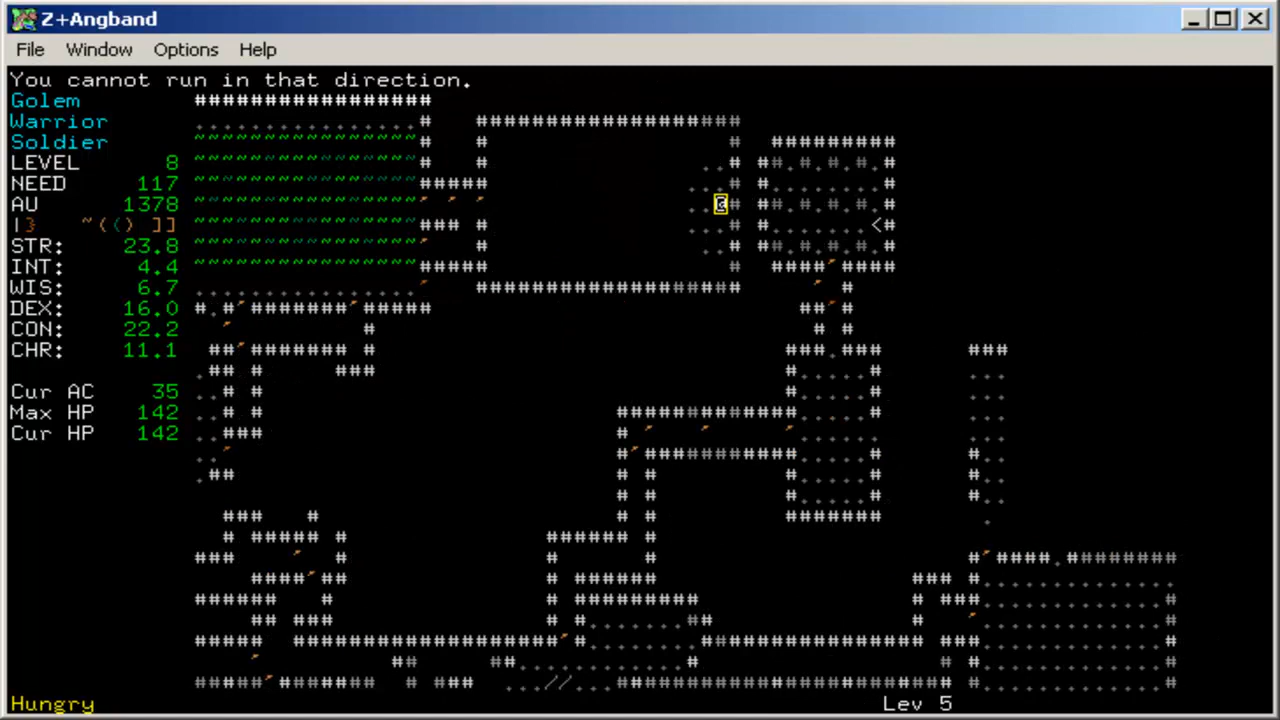 Z+Angband
File Window Options Help
You cannot run in that direction.
Golem
Warrior
Soldier
LEVEL 8
NEED 117
AU 1378
STR: 23.8
INT: 4.4
WIS: 6.7
DEX: 16.0
CON: 22.2
CHR: 11.1
Cur AC 35
Max HP 142
Cur HP 142
Hungry Lev 5